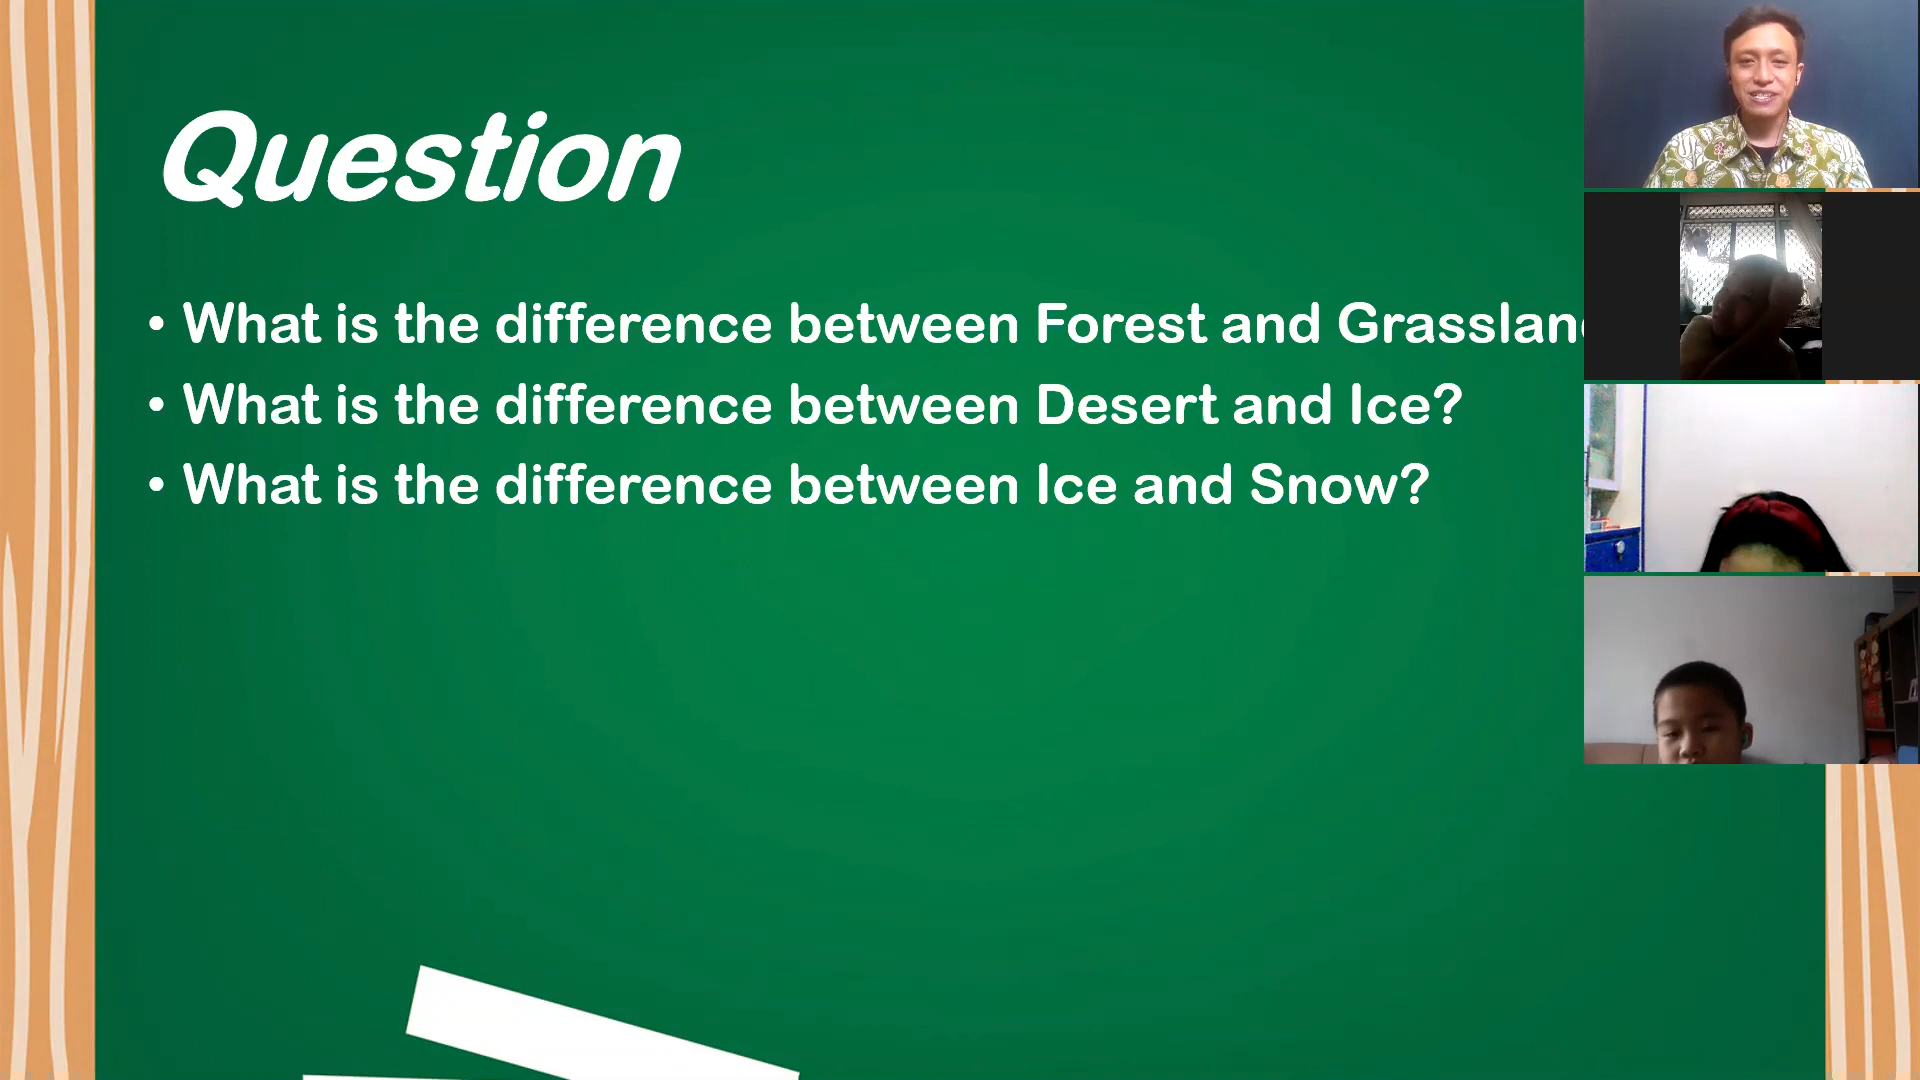 Question
• What is the difference between Forest and
• What is the difference between Desert and Ice?
• What is the difference between Ice and Snow?